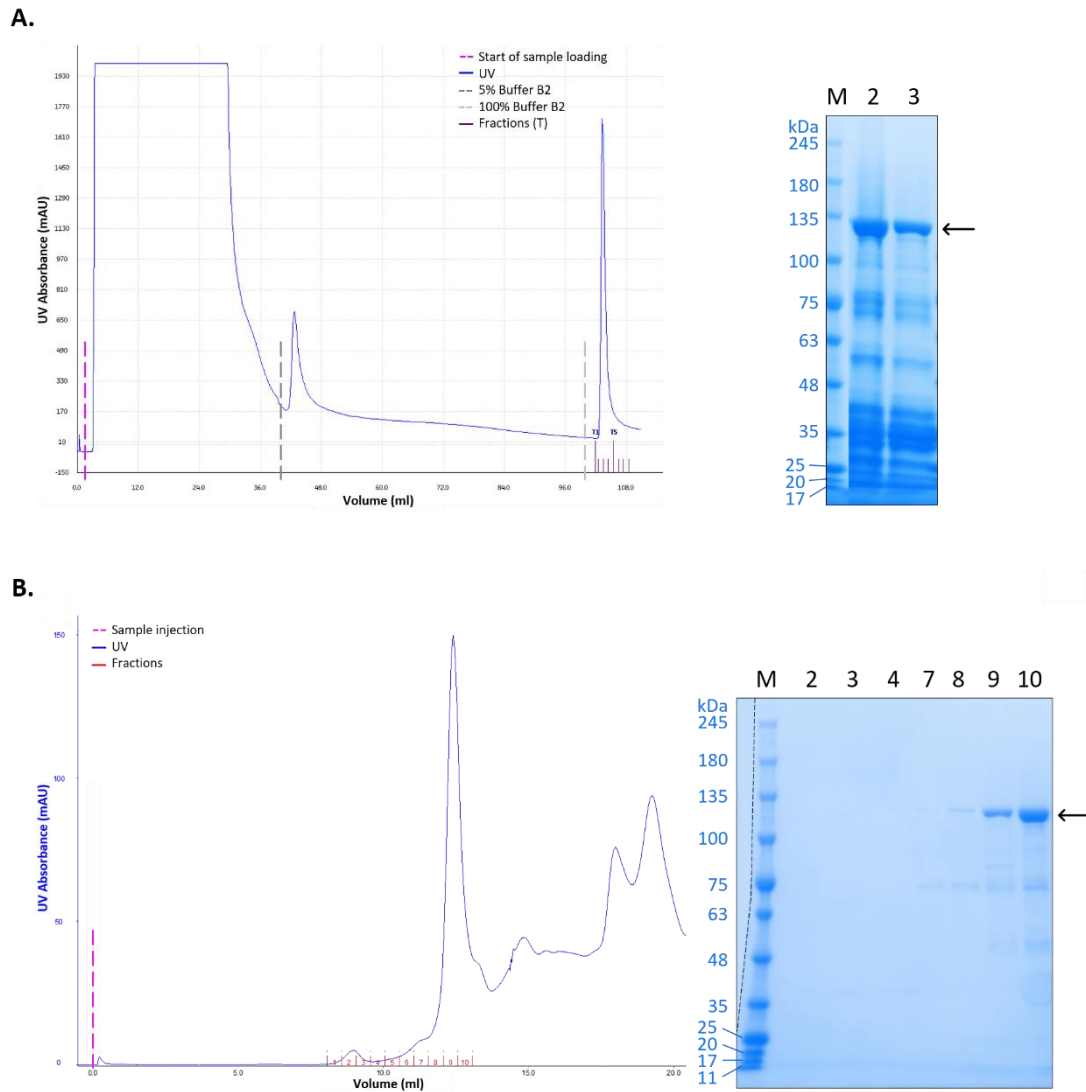 A.
Start of sample loading
UV
5% Buffer B2
100% Buffer B2
Fractions (T)
UV Absorbance (mAU)
1930
1770
1610
1450
1290
1130
970
810
650
490
330
170
10
-150
T1 T5
0.0 12.0 24.0 36.0 48.0 60.0 72.0 84.0 96.0 108.0
Volume (ml)
M 2 3
kDa
245
180
135
100
75
63
48
35
25
20
17
B.
Sample injection
UV
Fractions
UV Absorbance (mAU)
150
100
50
0
1 2 3 4 5 6 7 8 9 10
0.0 5.0 10.0 15.0 20.0
Volume (ml)
M 2 3 4 7 8 9 10
kDa
245
180
135
100
75
63
48
35
25
20
17
11